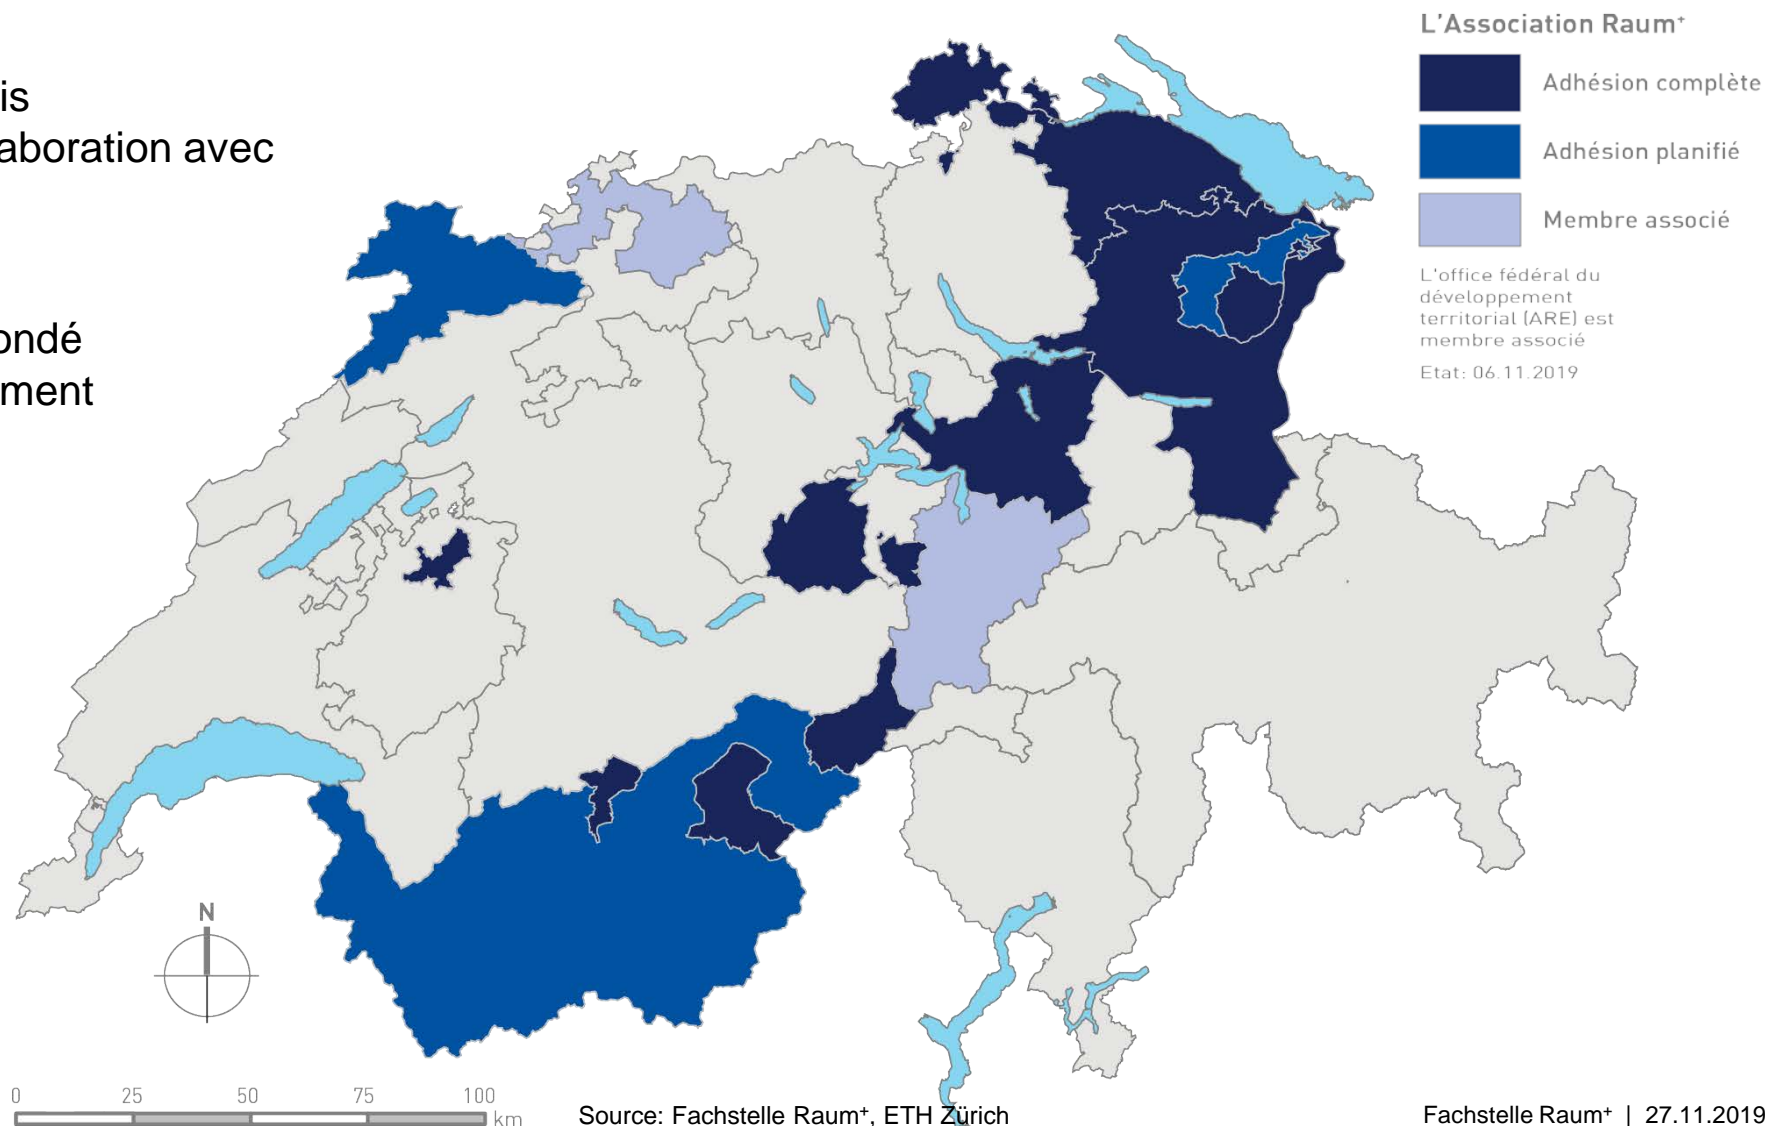 is
aboration avec
ondé
ement
L'Association Raum⁺
Adhésion complète
Adhésion planifié
Membre associé
L'office fédéral du
développement
territorial (ARE) est
membre associé
Etat: 06.11.2019
N
0 25 50 75 100
km
Source: Fachstelle Raum⁺, ETH Zürich
Fachstelle Raum⁺ | 27.11.2019